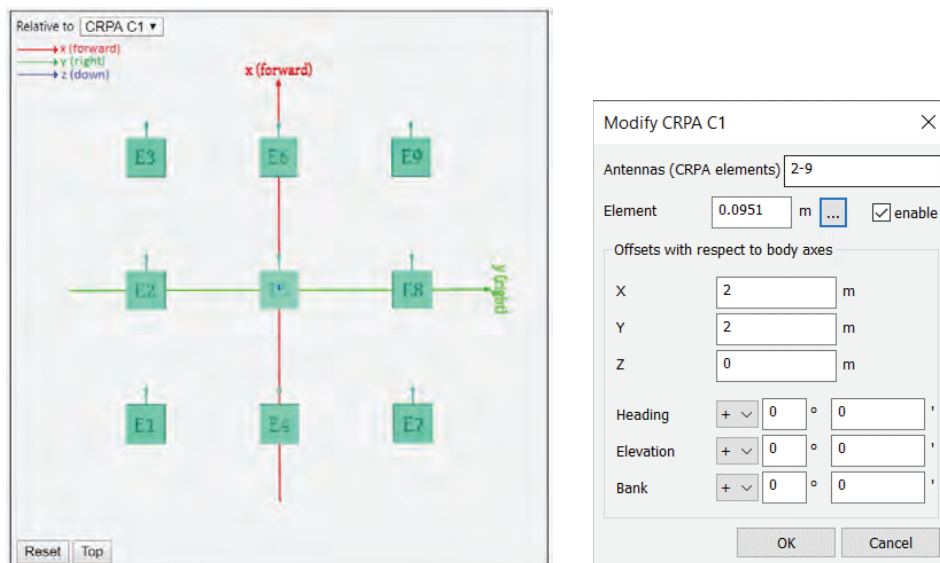 Relative to CRPA C1
x (forward)
y (right)
z (down)
x (forward)
E3 E6 E9
E2 E8
y (right)
E1 E4 E7
Reset Top
Modify CRPA C1
Antennas (CRPA elements) 2-9
Element 0.0951 m ... enable
Offsets with respect to body axes
X 2 m
Y 2 m
Z 0 m
Heading + 0 ° 0 '
Elevation + 0 ° 0 '
Bank + 0 ° 0 '
OK Cancel